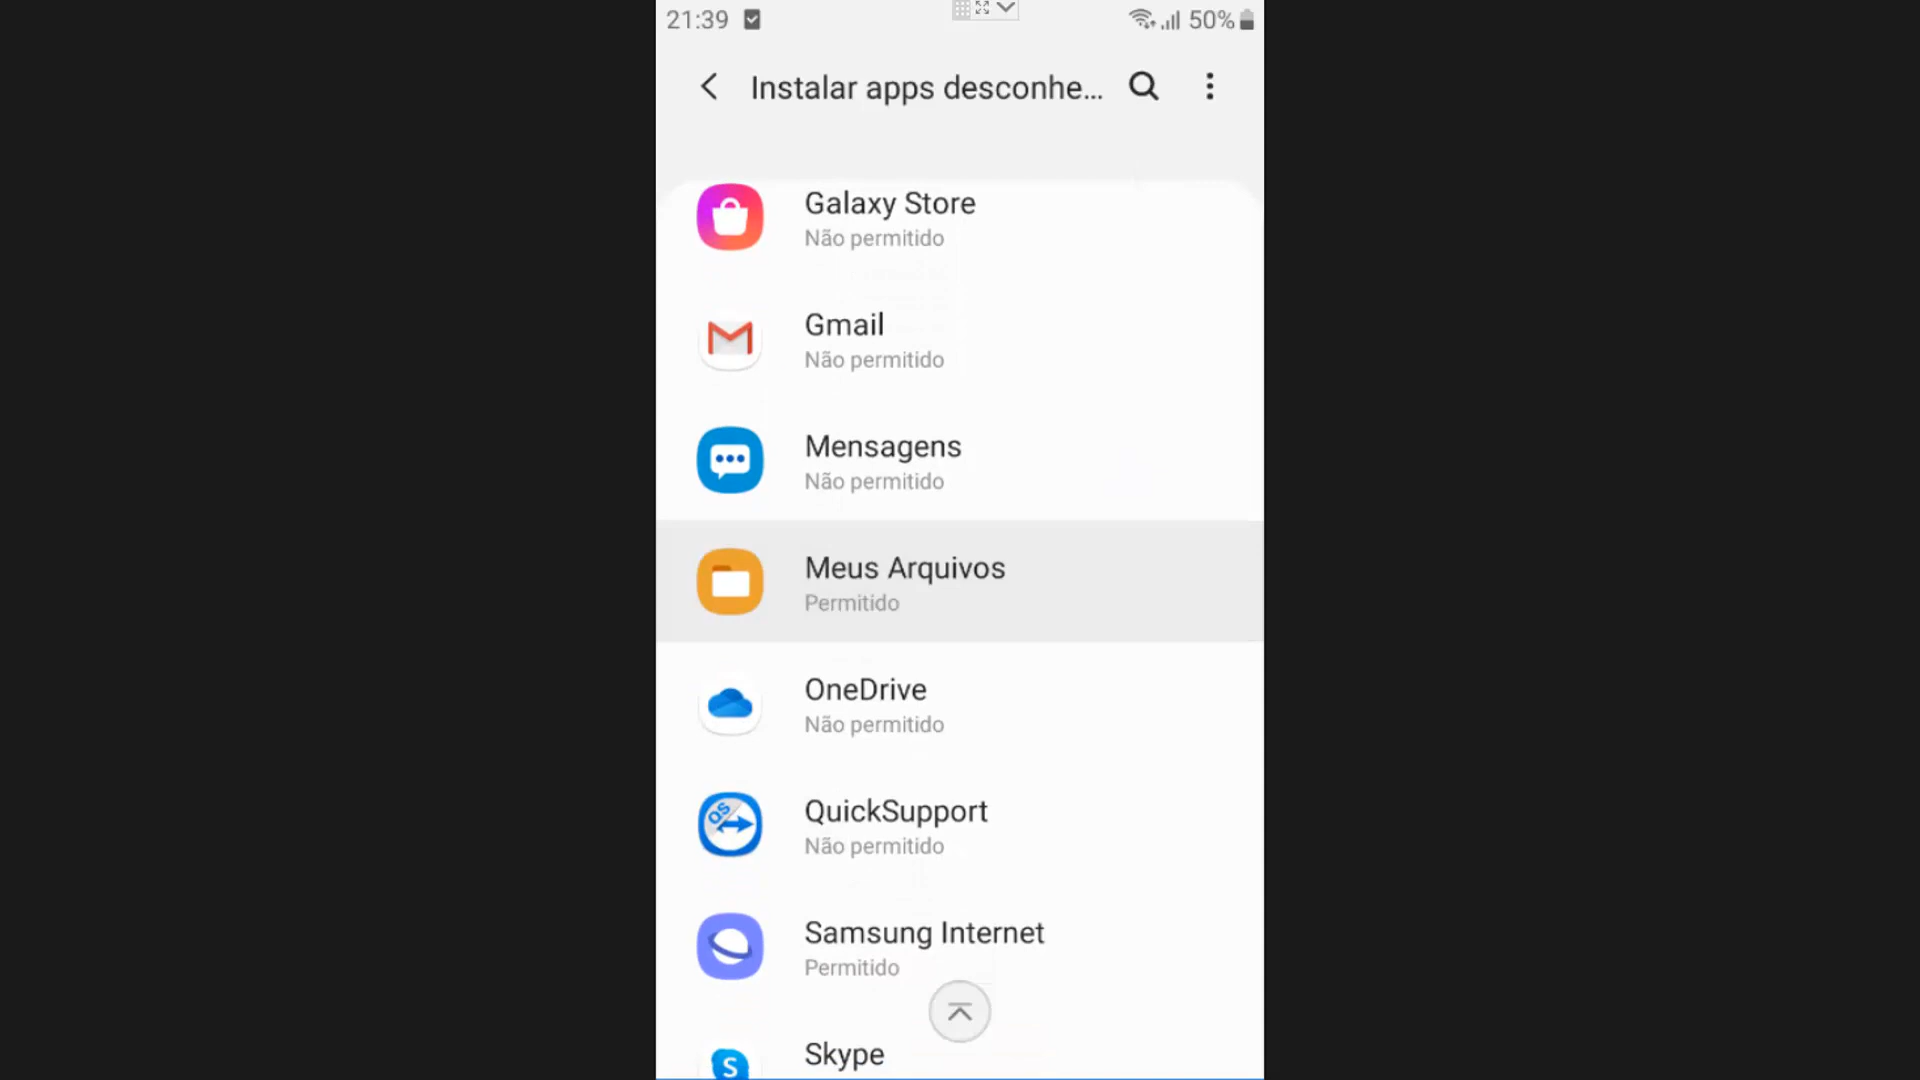 21:39
50%
Instalar apps desconhe...
Galaxy Store
Não permitido
Gmail
Não permitido
Mensagens
Não permitido
Meus Arquivos
Permitido
OneDrive
Não permitido
QS
QuickSupport
Não permitido
Samsung Internet
Permitido
S
Skype